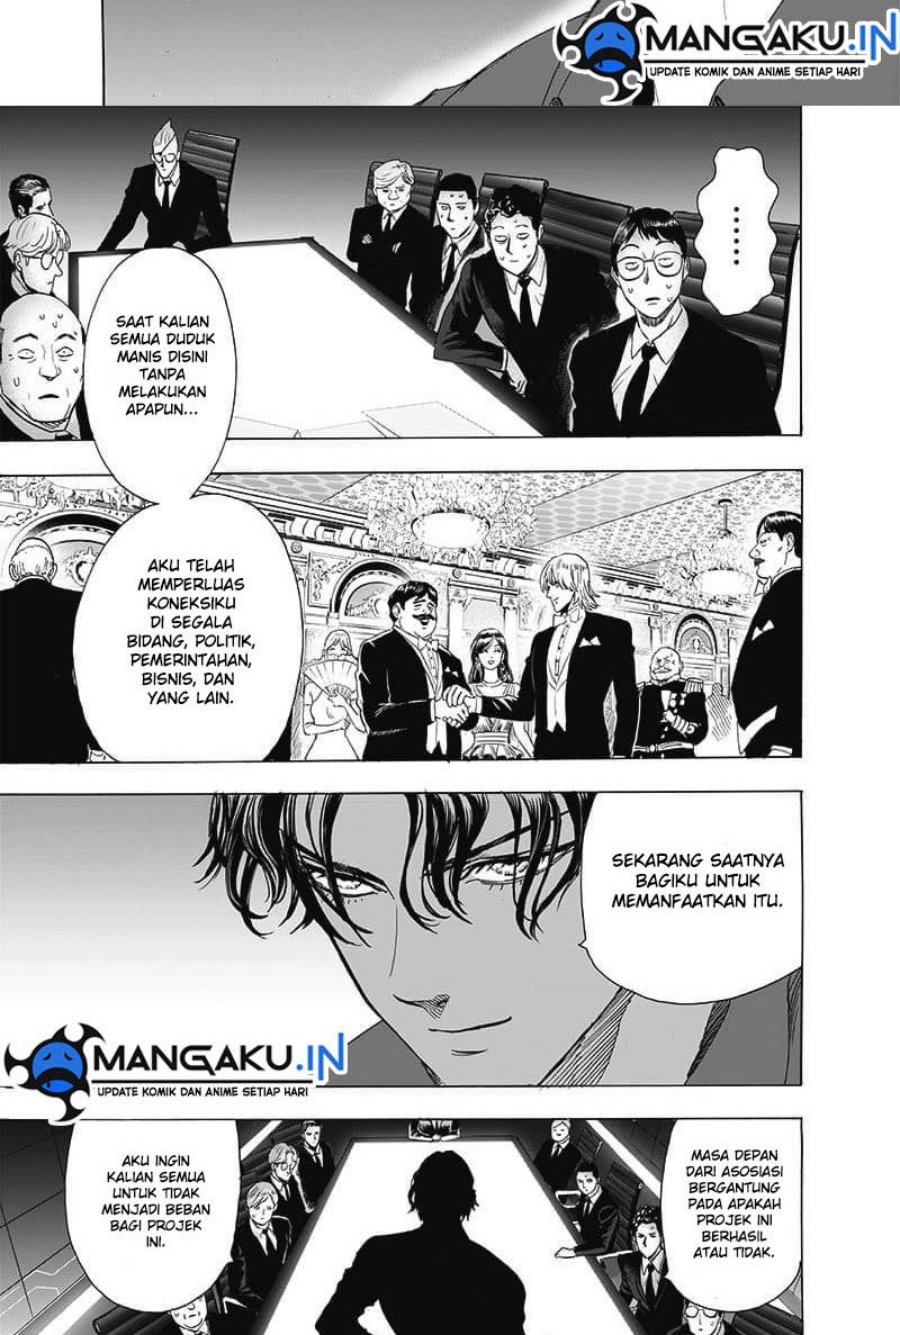 MANGAKU.IN
UPDATE KOMIK DAN ANIME SETIAP HARI
.......
SAAT KALIAN
SEMUA DUDUK
MANIS DISINI
TANPA
MELAKUKAN
APAPUN...
AKU TELAH
MEMPERLUAS
KONEKSIKU
DI SEGALA
BIDANG, POLITIK,
PEMERINTAHAN,
BISNIS, DAN
YANG LAIN.
SEKARANG SAATNYA
BAGIKU UNTUK
MEMANFAATKAN ITU.
MANGAKU.IN
UPDATE KOMIK DAN ANIME SETIAP HARI
MASA DEPAN
DARI ASOSIASI
BERGANTUNG
PADA APAKAH
PROJEK INI
BERHASIL
ATAU TIDAK.
AKU INGIN
KALIAN SEMUA
UNTUK TIDAK
MENJADI BEBAN
BAGI PROJEK
INI.